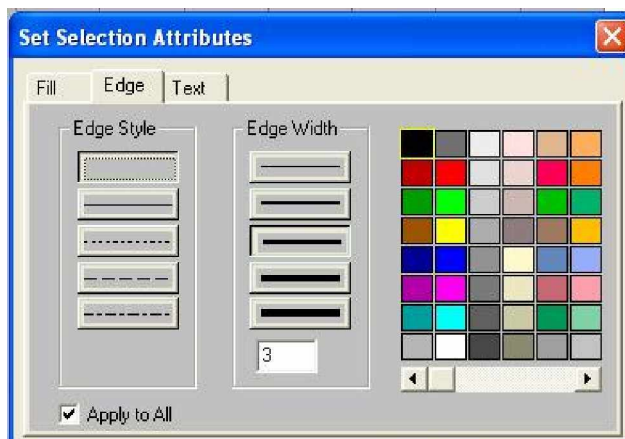 Set Selection Attributes
Fill Edge Text
Edge Style Edge Width
3
Apply to All